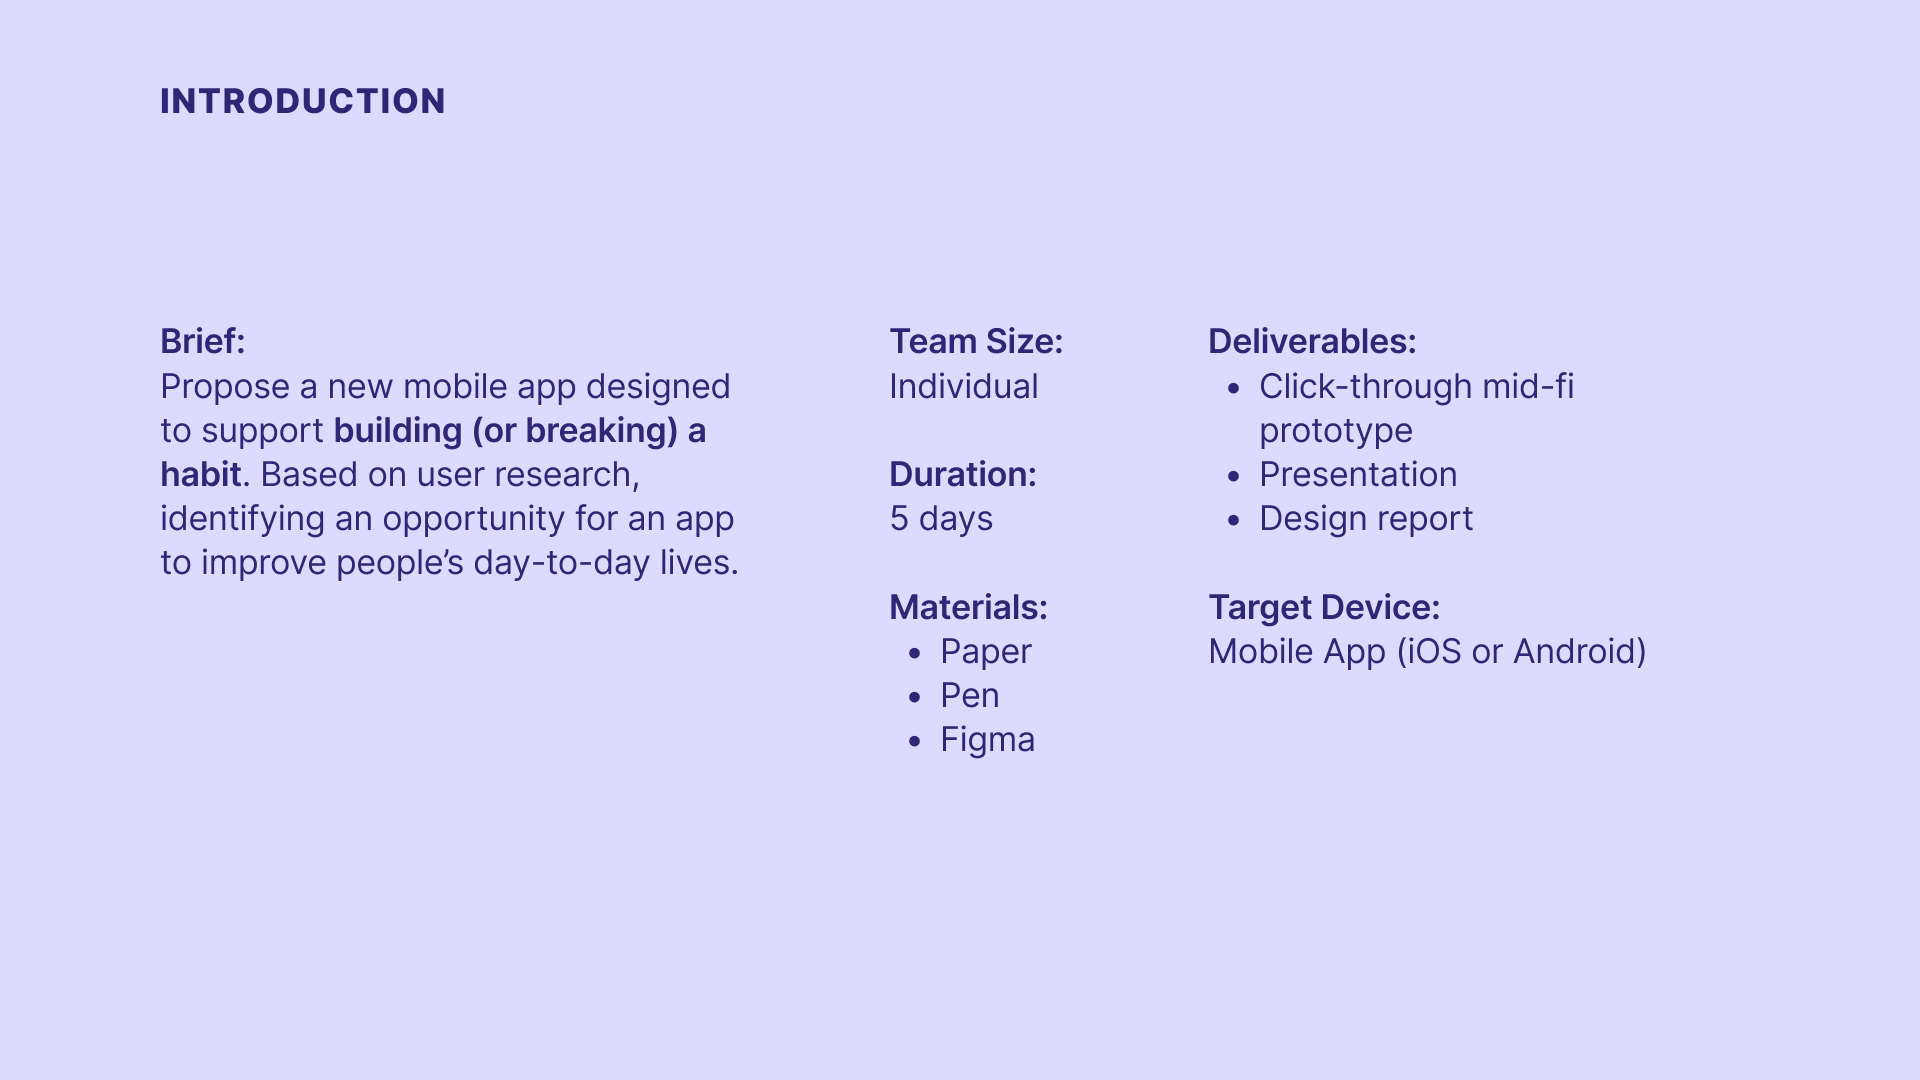 INTRODUCTION
Brief:
Propose a new mobile app designed
to support building (or breaking) a
habit. Based on user research,
identifying an opportunity for an app
to improve people’s day-to-day lives.
Team Size:
Individual
Duration:
5 days
Materials:
• Paper
• Pen
• Figma
Deliverables:
• Click-through mid-fi
prototype
• Presentation
• Design report
Target Device:
Mobile App (iOS or Android)